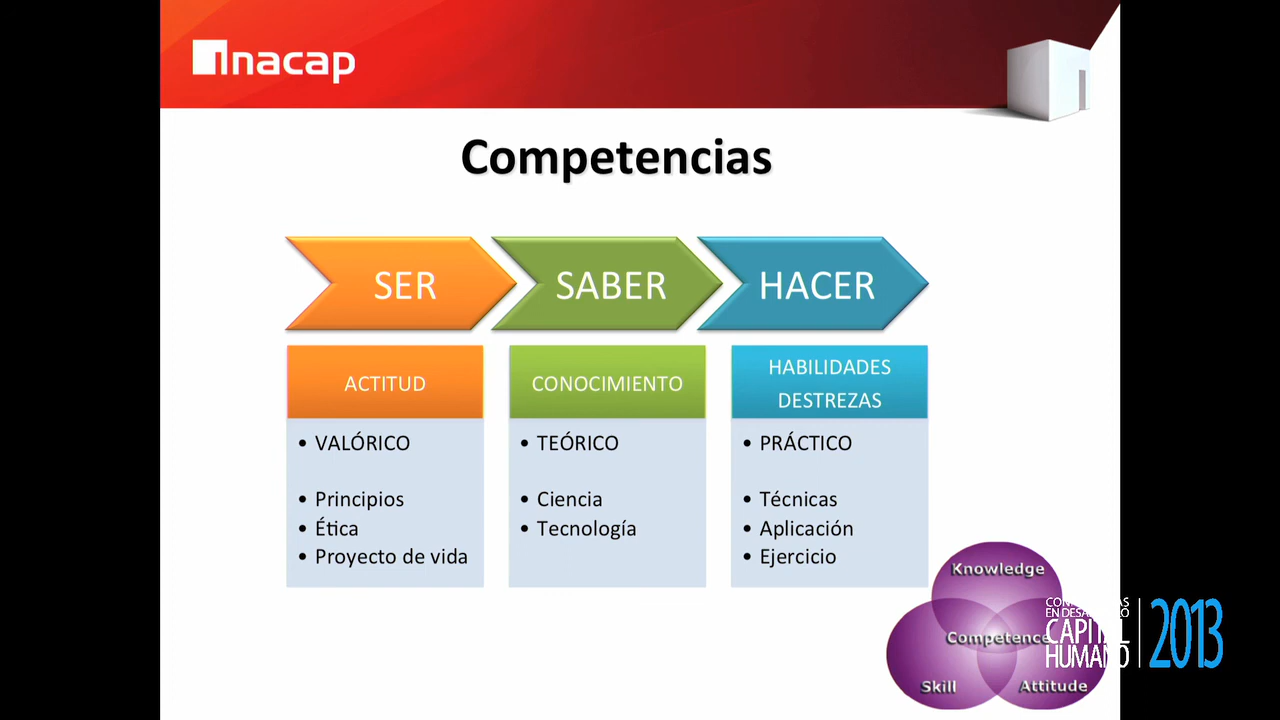 Inacap
Competencias
SER
SABER
HACER
ACTITUD
• VALÓRICO
• Principios
• Ética
• Proyecto de vida
CONOCIMIENTO
• TEÓRICO
• Ciencia
• Tecnología
HABILIDADES
DESTREZAS
• PRÁCTICO
• Técnicas
• Aplicación
• Ejercicio
Knowledge
Competence
Skill
Attitude
EN
CAPITAL
HUMANO
2013